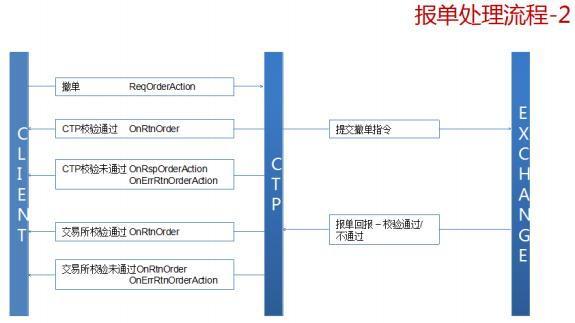 报单处理流程-2
CLIENT
CTP
EXCHANGE
撤单 ReqOrderAction
CTP校验通过 OnRtnOrder
提交撤单指令
CTP校验未通过 OnRspOrderAction
OnErrRtnOrderAction
报单回报 – 校验通过/
不通过
交易所校验通过 OnRtnOrder
交易所校验未通过OnRtnOrder
OnErrRtnOrderAction